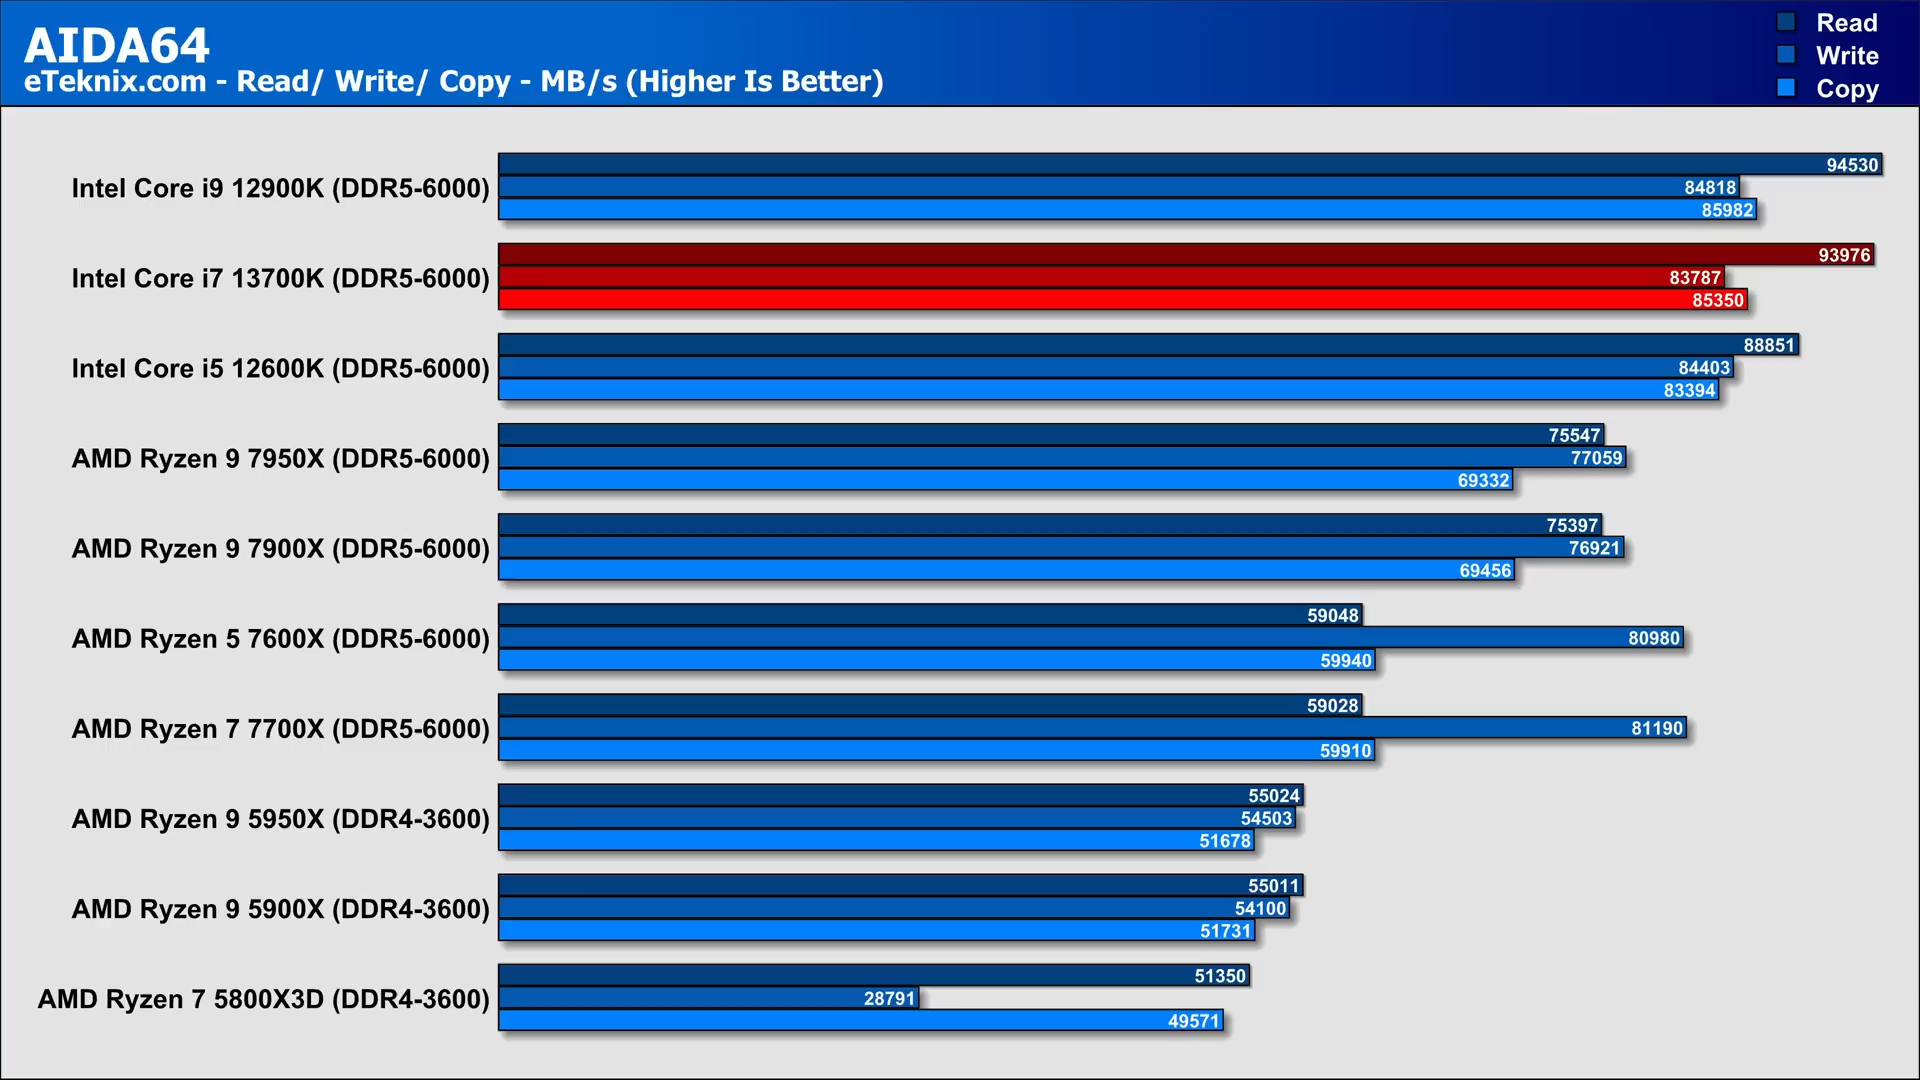 AIDA64
eTeknix.com - Read/ Write/ Copy - MB/s (Higher Is Better)
Read
Write
Copy
Intel Core i9 12900K (DDR5-6000)
94530
84818
85982
Intel Core i7 13700K (DDR5-6000)
93976
83787
85350
Intel Core i5 12600K (DDR5-6000)
88851
84403
83394
AMD Ryzen 9 7950X (DDR5-6000)
75547
77059
69332
AMD Ryzen 9 7900X (DDR5-6000)
75397
76921
69456
AMD Ryzen 5 7600X (DDR5-6000)
59048
80980
59940
AMD Ryzen 7 7700X (DDR5-6000)
59028
81190
59910
AMD Ryzen 9 5950X (DDR4-3600)
55024
54503
51678
AMD Ryzen 9 5900X (DDR4-3600)
55011
54100
51731
AMD Ryzen 7 5800X3D (DDR4-3600)
51350
28791
49571